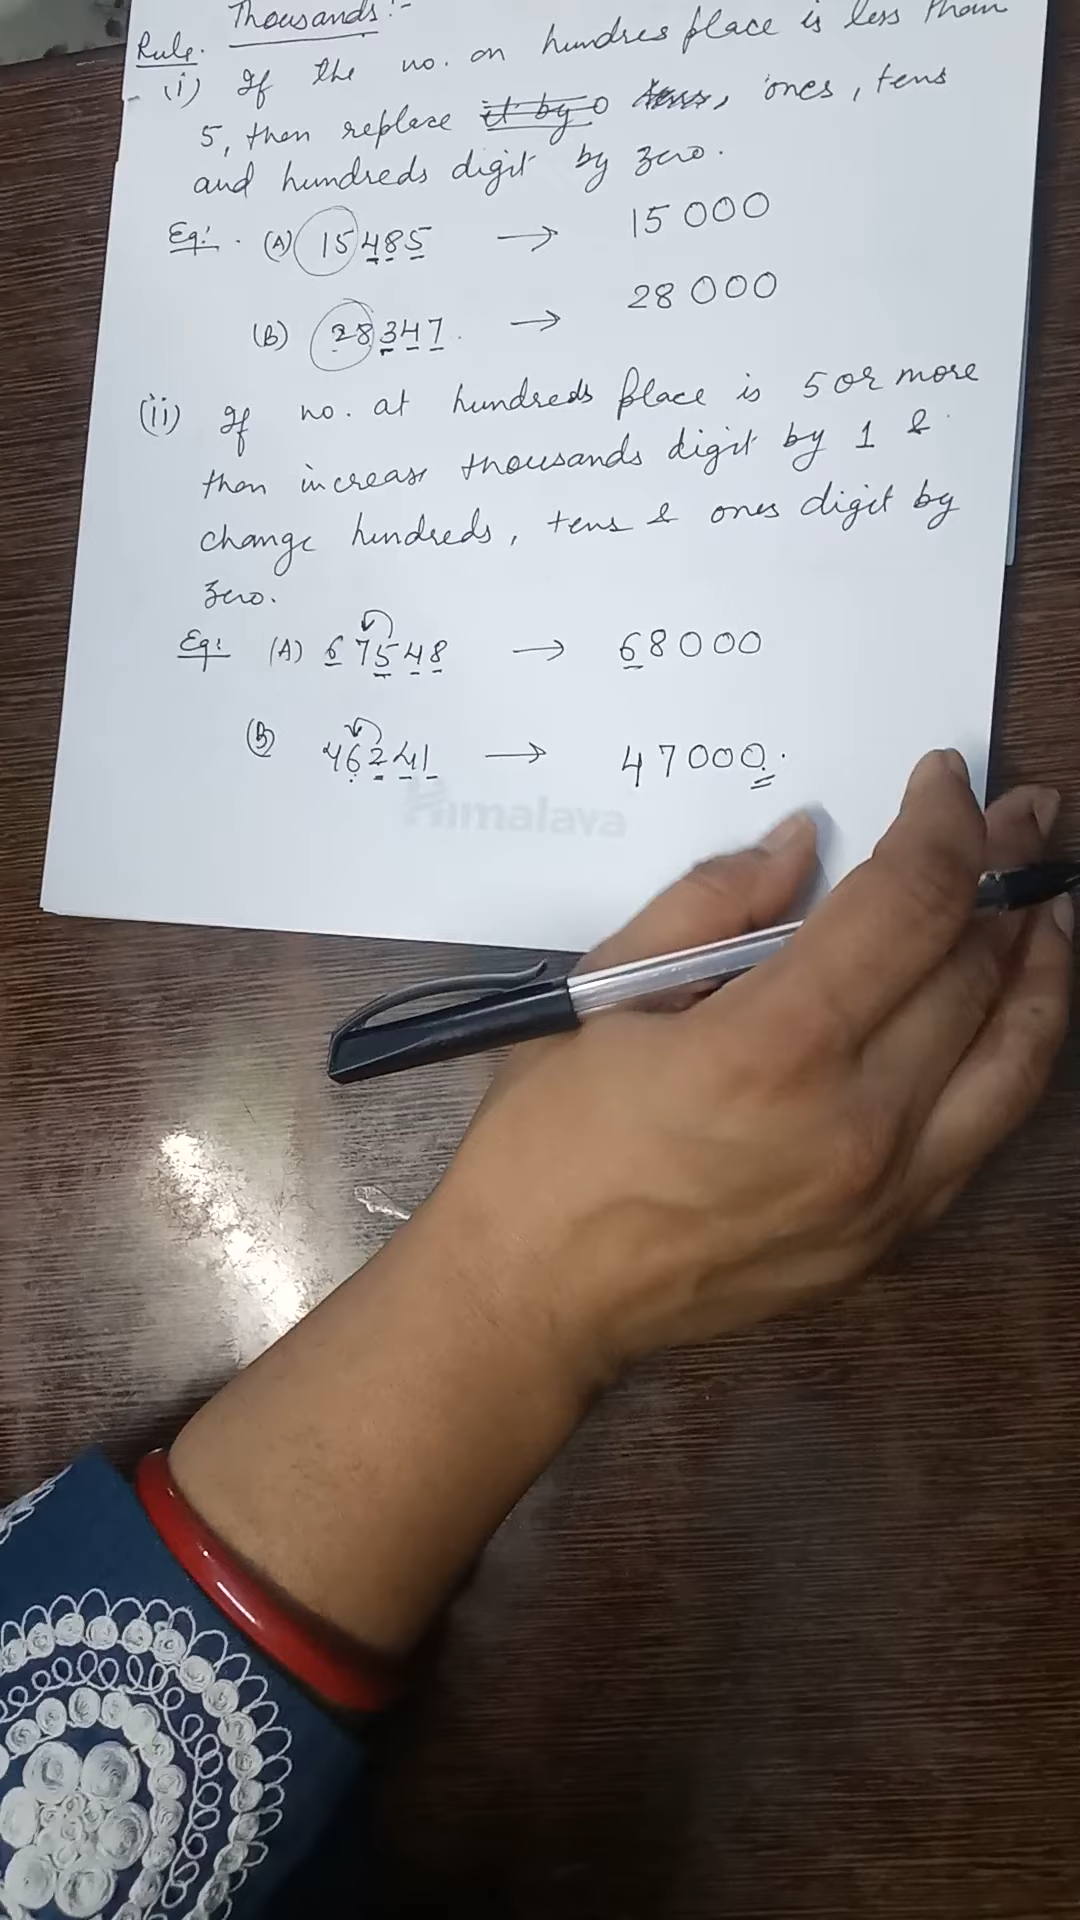 Thousands :-
Rule.
(i) If the no. on hundres place is less than
5, then replace it by 0 , ones, tens
and hundreds digit by zero.
Eg:. (A) 15485 → 15000
(B) 28347. → 28000
(ii) If no. at hundreds place is 5 or more
then increase thousands digit by 1 &
change hundreds, tens & ones digit by
zero.
Eg: (A) 67548 → 68000
(B) 46241 → 47000.
Himalaya